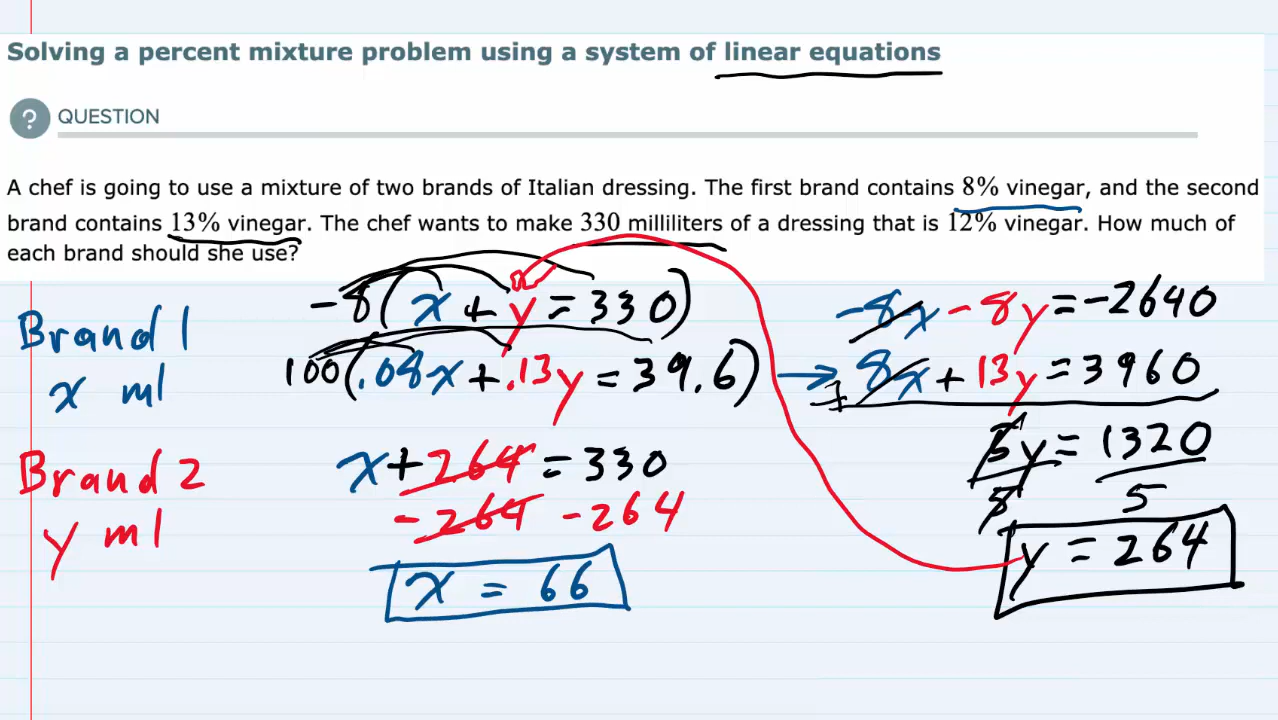 Solving a percent mixture problem using a system of linear equations
? QUESTION
A chef is going to use a mixture of two brands of Italian dressing. The first brand contains 8% vinegar, and the second
brand contains 13% vinegar. The chef wants to make 330 milliliters of a dressing that is 12% vinegar. How much of
each brand should she use?
Brand 1
x ml
Brand 2
y ml
-8(x + y = 330)
100(.08x + .13y = 39.6)
x + 264 = 330
-264 -264
x = 66
-8x - 8y = -2640
+ 8x + 13y = 3960
5y = 1320
5 5
y = 264